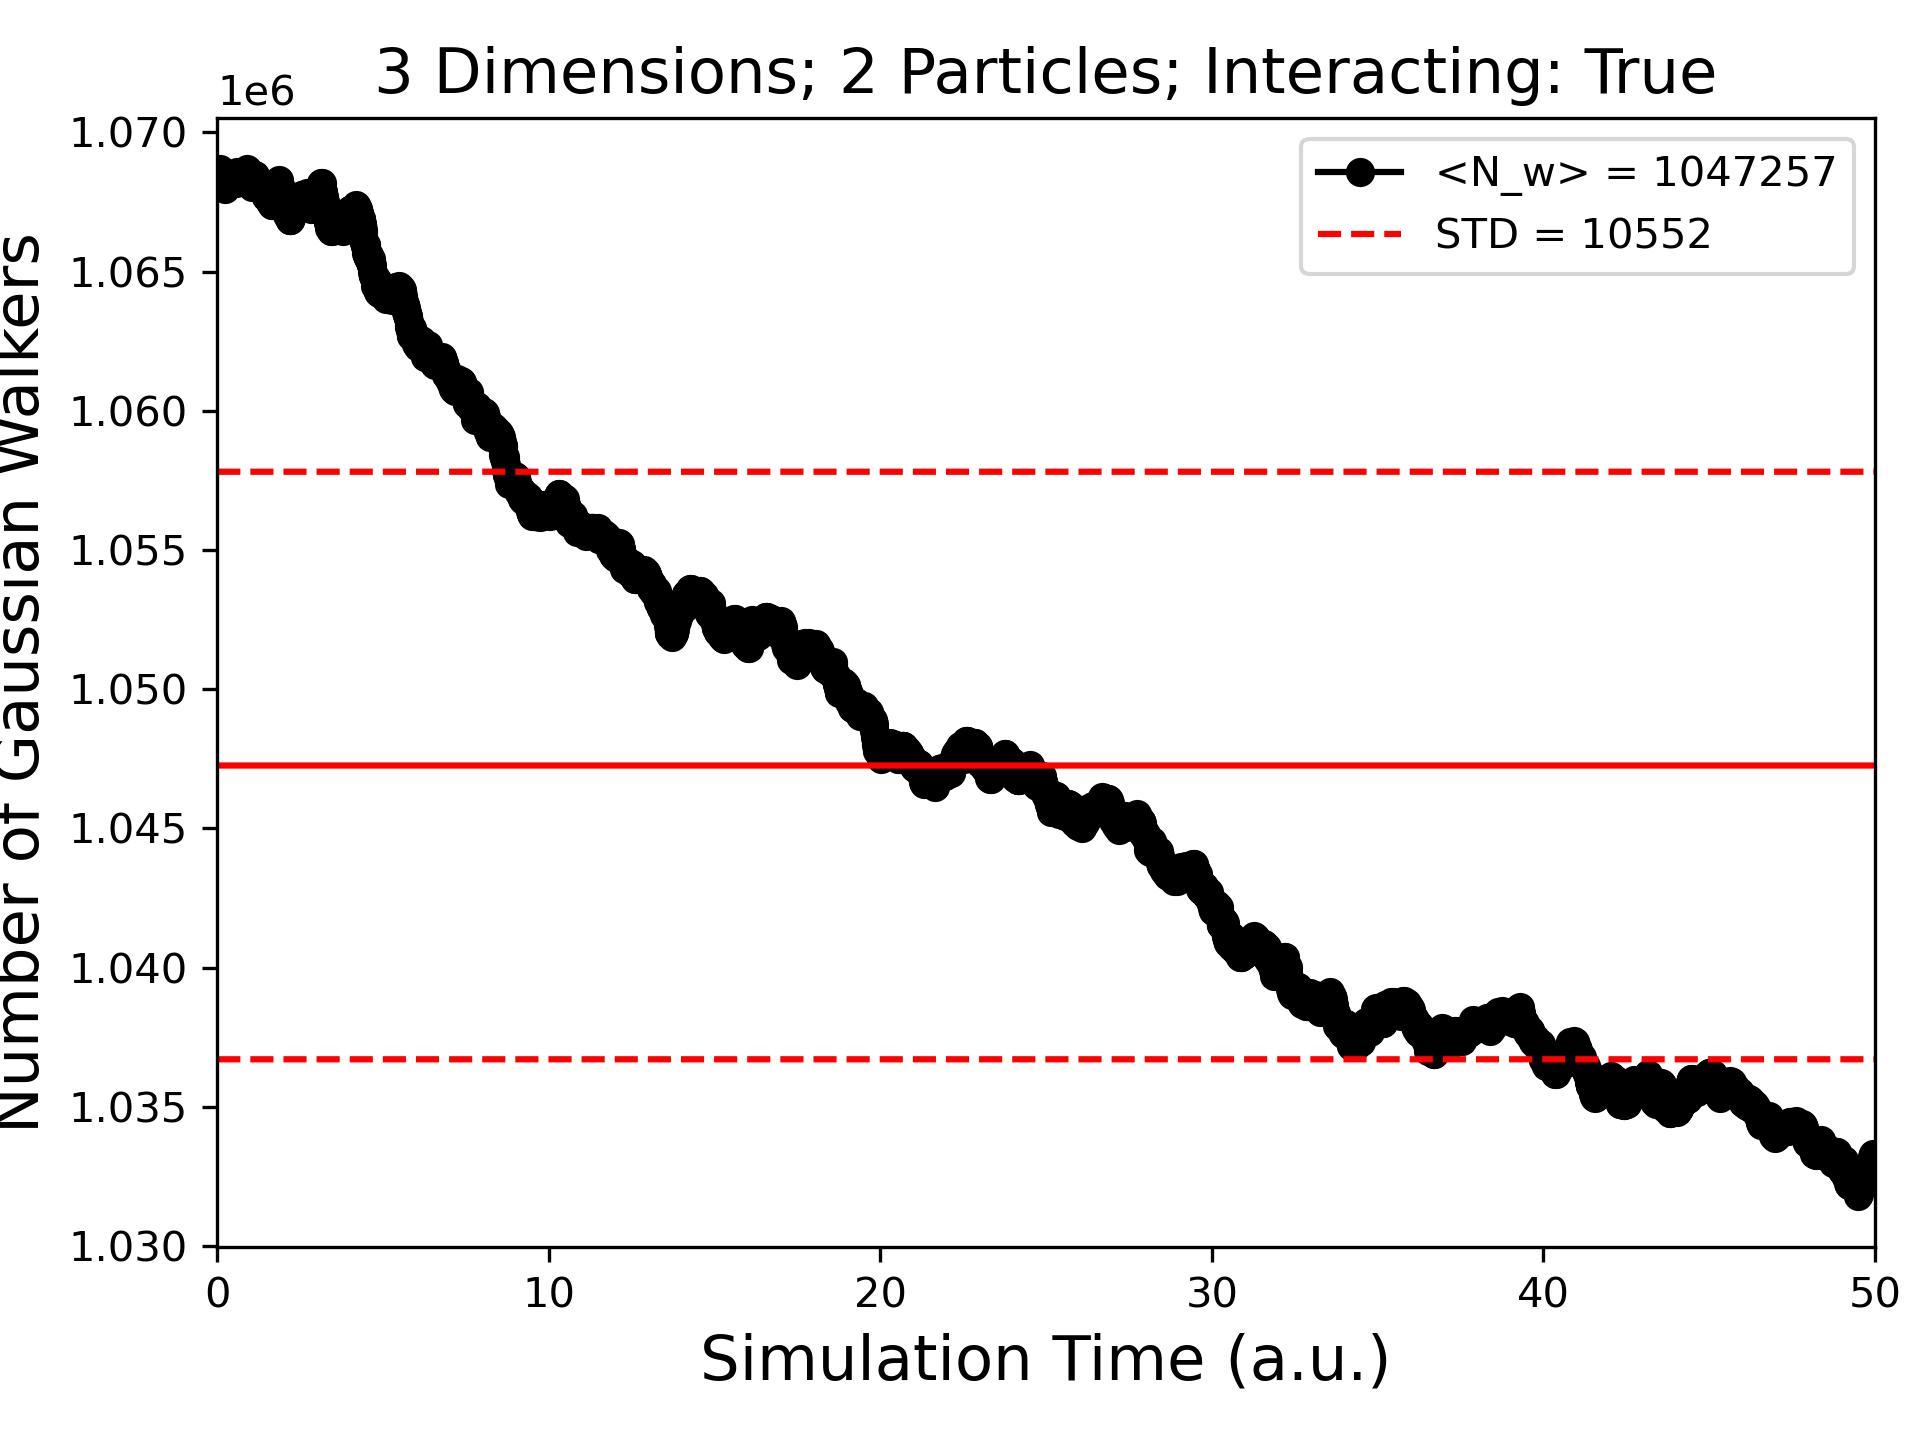 3 Dimensions; 2 Particles; Interacting: True
1e6
1.070
1.065
1.060
1.055
1.050
1.045
1.040
1.035
1.030
Number of Gaussian Walkers
<N_w> = 1047257
STD = 10552
0 10 20 30 40 50
Simulation Time (a.u.)